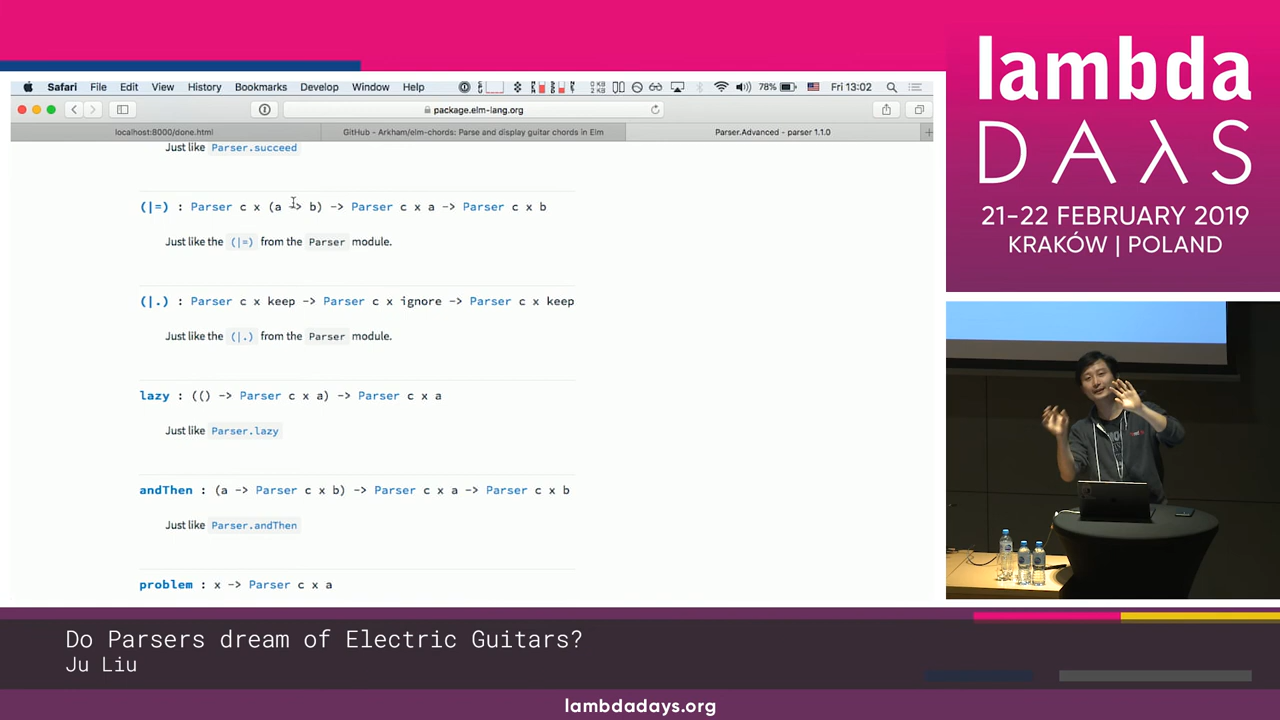 lambda
DAλS
21–22 FEBRUARY 2019
KRAKÓW | POLAND
Safari File Edit View History Bookmarks Develop Window Help 78% Fri 13:02
package.elm-lang.org
localhost:8000/done.html GitHub - Arkham/elm-chords: Parse and display guitar chords in Elm Parser.Advanced - parser 1.1.0
Just like Parser.succeed
(|=) : Parser c x (a -> b) -> Parser c x a -> Parser c x b
Just like the (|=) from the Parser module.
(|.) : Parser c x keep -> Parser c x ignore -> Parser c x keep
Just like the (|.) from the Parser module.
lazy : (() -> Parser c x a) -> Parser c x a
Just like Parser.lazy
andThen : (a -> Parser c x b) -> Parser c x a -> Parser c x b
Just like Parser.andThen
problem : x -> Parser c x a
Do Parsers dream of Electric Guitars?
Ju Liu
lambdadays.org